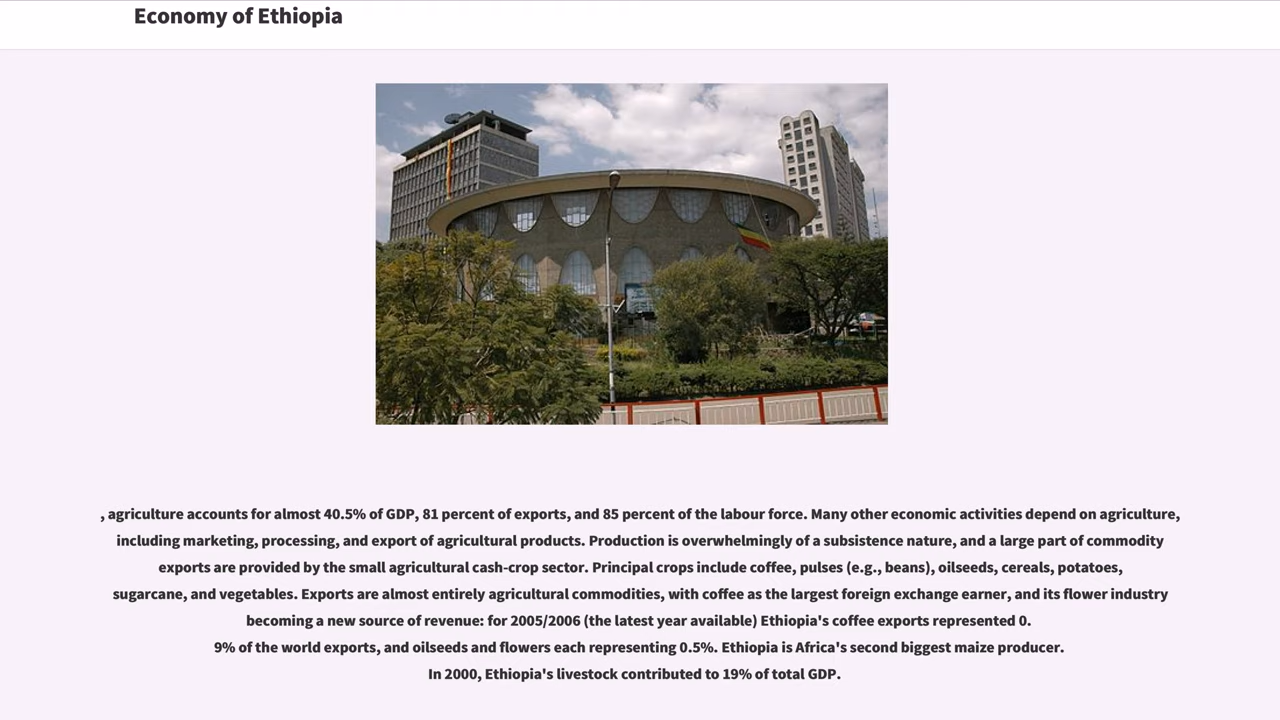 Economy of Ethiopia
, agriculture accounts for almost 40.5% of GDP, 81 percent of exports, and 85 percent of the labour force. Many other economic activities depend on agriculture,
including marketing, processing, and export of agricultural products. Production is overwhelmingly of a subsistence nature, and a large part of commodity
exports are provided by the small agricultural cash-crop sector. Principal crops include coffee, pulses (e.g., beans), oilseeds, cereals, potatoes,
sugarcane, and vegetables. Exports are almost entirely agricultural commodities, with coffee as the largest foreign exchange earner, and its flower industry
becoming a new source of revenue: for 2005/2006 (the latest year available) Ethiopia's coffee exports represented 0.
9% of the world exports, and oilseeds and flowers each representing 0.5%. Ethiopia is Africa's second biggest maize producer.
In 2000, Ethiopia's livestock contributed to 19% of total GDP.